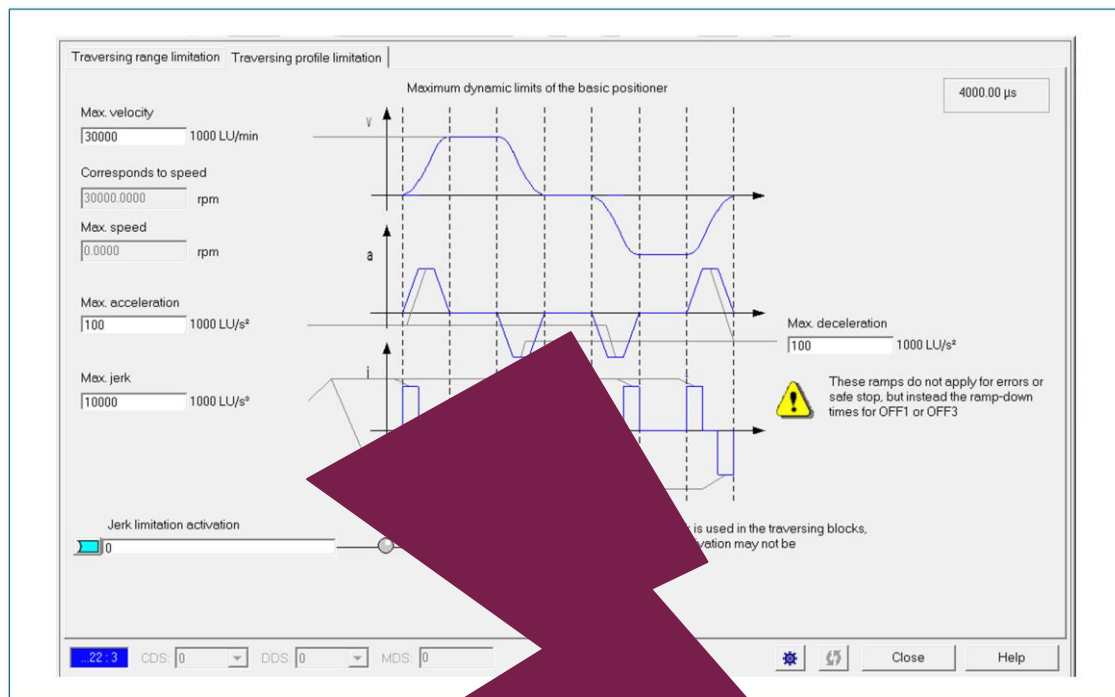 Traversing range limitation Traversing profile limitation
Maximum dynamic limits of the basic positioner
4000.00 µs
Max. velocity
30000 1000 LU/min
v
Corresponds to speed
30000.0000 rpm
Max. speed
0.0000 rpm
a
Max. acceleration
100 1000 LU/s²
Max. deceleration
100 1000 LU/s²
Max. jerk
10000 1000 LU/s³
These ramps do not apply for errors or
safe stop, but instead the ramp-down
times for OFF1 or OFF3
Jerk limitation activation
0
is used in the traversing blocks,
may not be
...22 : 3 CDS: 0 DDS: 0 MDS: 0 Close Help